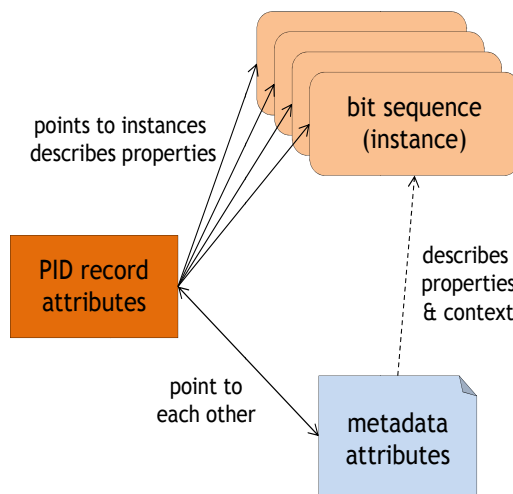 bit sequence
(instance)
points to instances
describes properties
PID record
attributes
describes
properties
& context
point to
each other
metadata
attributes